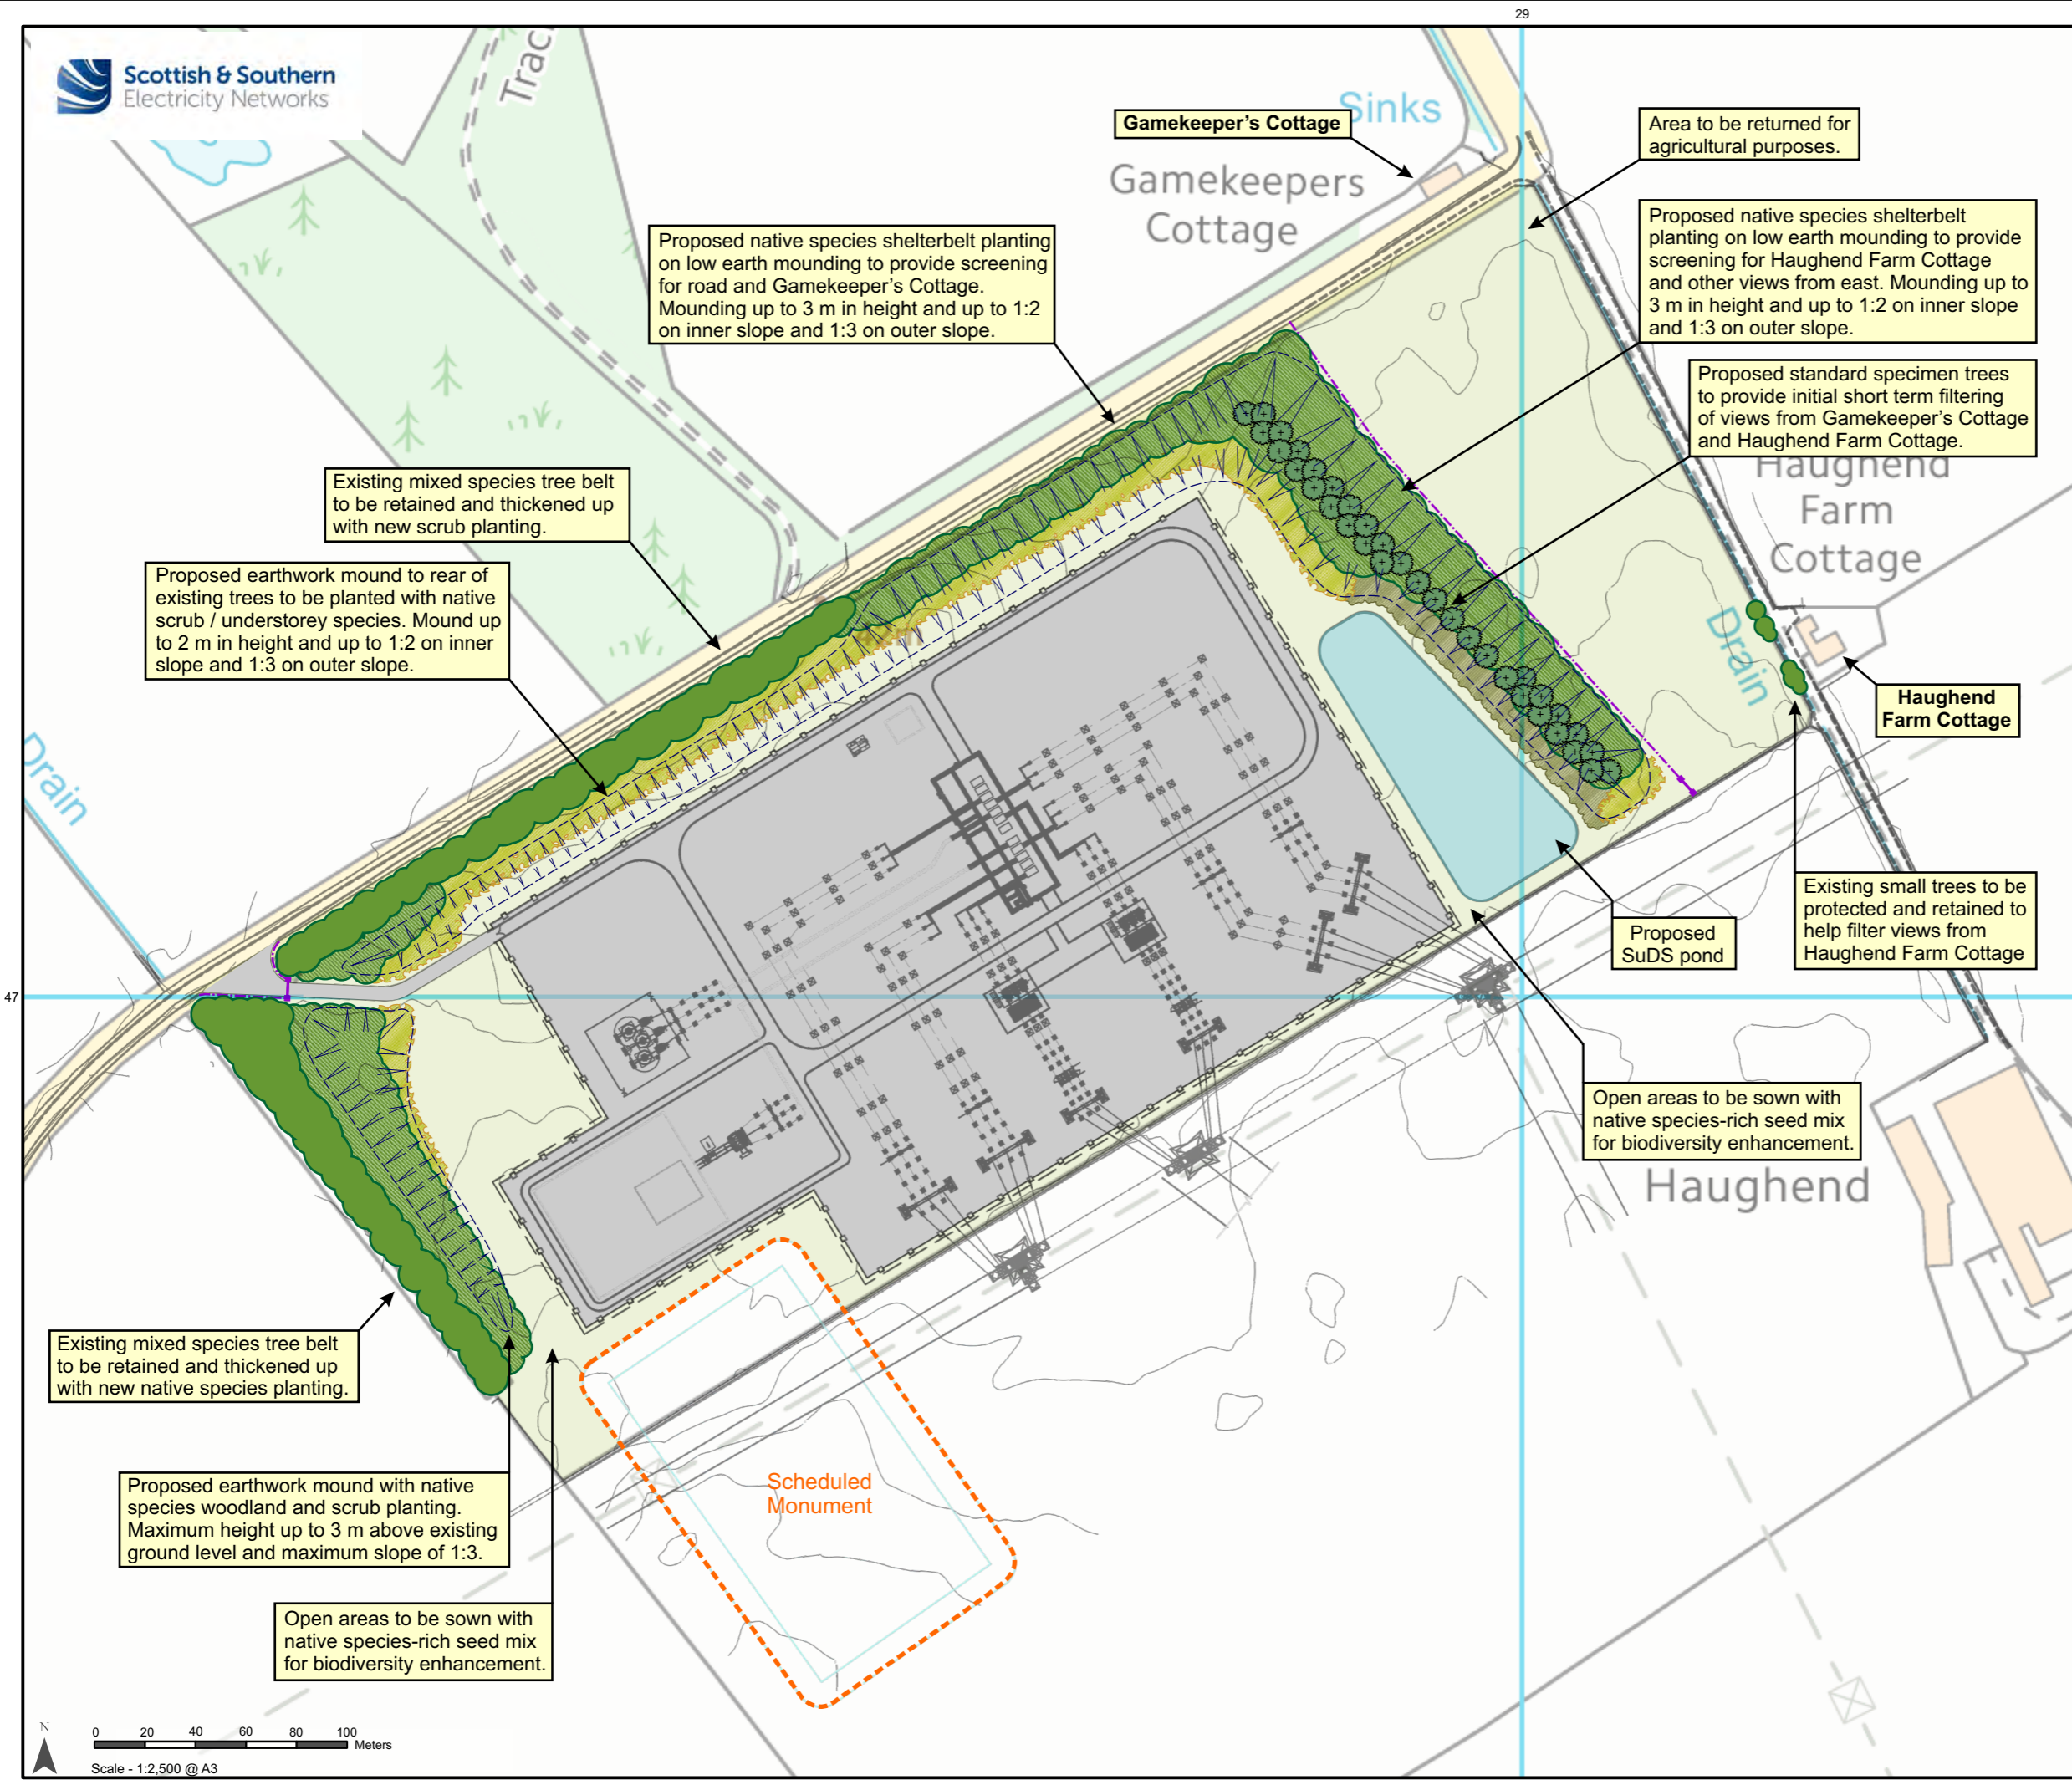 29
Scottish & Southern
Electricity Networks
Trac
Sinks
Gamekeeper's Cottage
Gamekeepers
Cottage
Area to be returned for
agricultural purposes.
Proposed native species shelterbelt
planting on low earth mounding to provide
screening for Haughend Farm Cottage
and other views from east. Mounding up to
3 m in height and up to 1:2 on inner slope
and 1:3 on outer slope.
Proposed native species shelterbelt planting
on low earth mounding to provide screening
for road and Gamekeeper's Cottage.
Mounding up to 3 m in height and up to 1:2
on inner slope and 1:3 on outer slope.
Proposed standard specimen trees
to provide initial short term filtering
of views from Gamekeeper's Cottage
and Haughend Farm Cottage.
Haughend
Farm
Cottage
Existing mixed species tree belt
to be retained and thickened up
with new scrub planting.
Proposed earthwork mound to rear of
existing trees to be planted with native
scrub / understorey species. Mound up
to 2 m in height and up to 1:2 on inner
slope and 1:3 on outer slope.
Drain
Haughend
Farm Cottage
Drain
Existing small trees to be
protected and retained to
help filter views from
Haughend Farm Cottage
Proposed
SuDS pond
47
Open areas to be sown with
native species-rich seed mix
for biodiversity enhancement.
Haughend
Existing mixed species tree belt
to be retained and thickened up
with new native species planting.
Proposed earthwork mound with native
species woodland and scrub planting.
Maximum height up to 3 m above existing
ground level and maximum slope of 1:3.
Scheduled
Monument
Open areas to be sown with
native species-rich seed mix
for biodiversity enhancement.
N
0 20 40 60 80 100
Meters
Scale - 1:2,500 @ A3